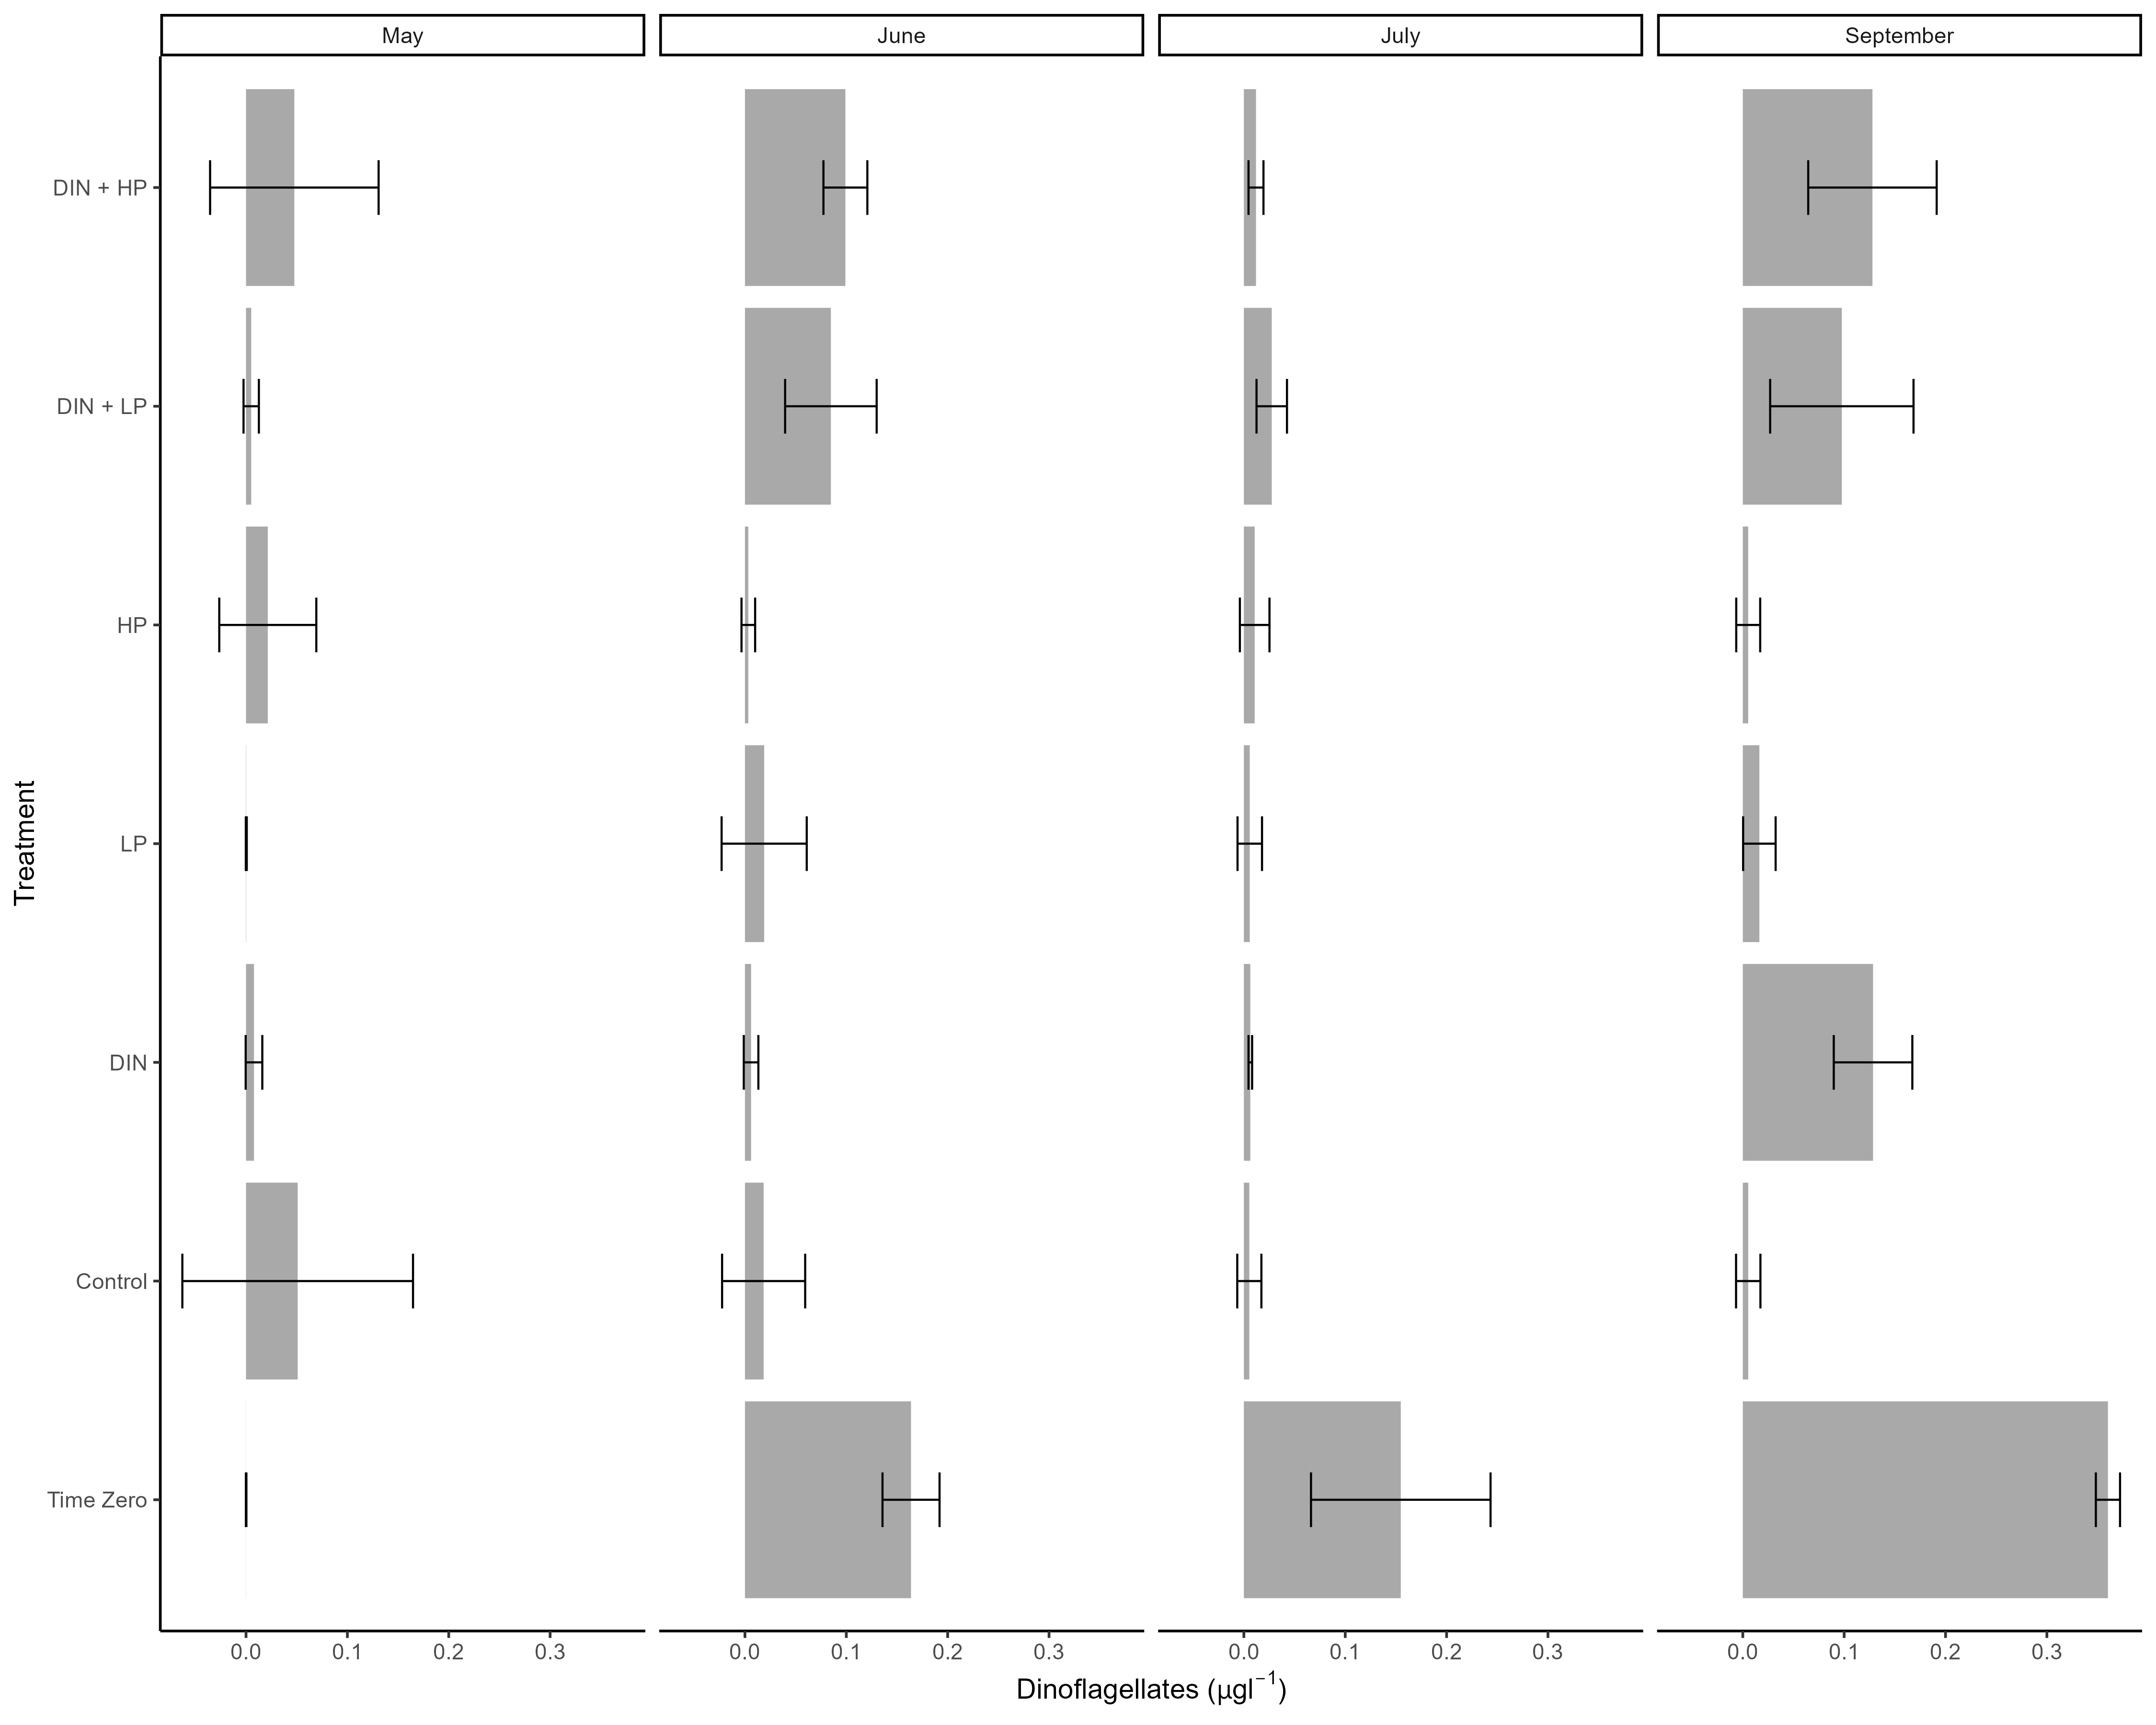 May June July September
DIN + HP
DIN + LP
HP
LP
DIN
Control
Time Zero
Treatment
0.0 0.1 0.2 0.3 0.0 0.1 0.2 0.3 0.0 0.1 0.2 0.3 0.0 0.1 0.2 0.3
Dinoflagellates (µgl⁻¹)